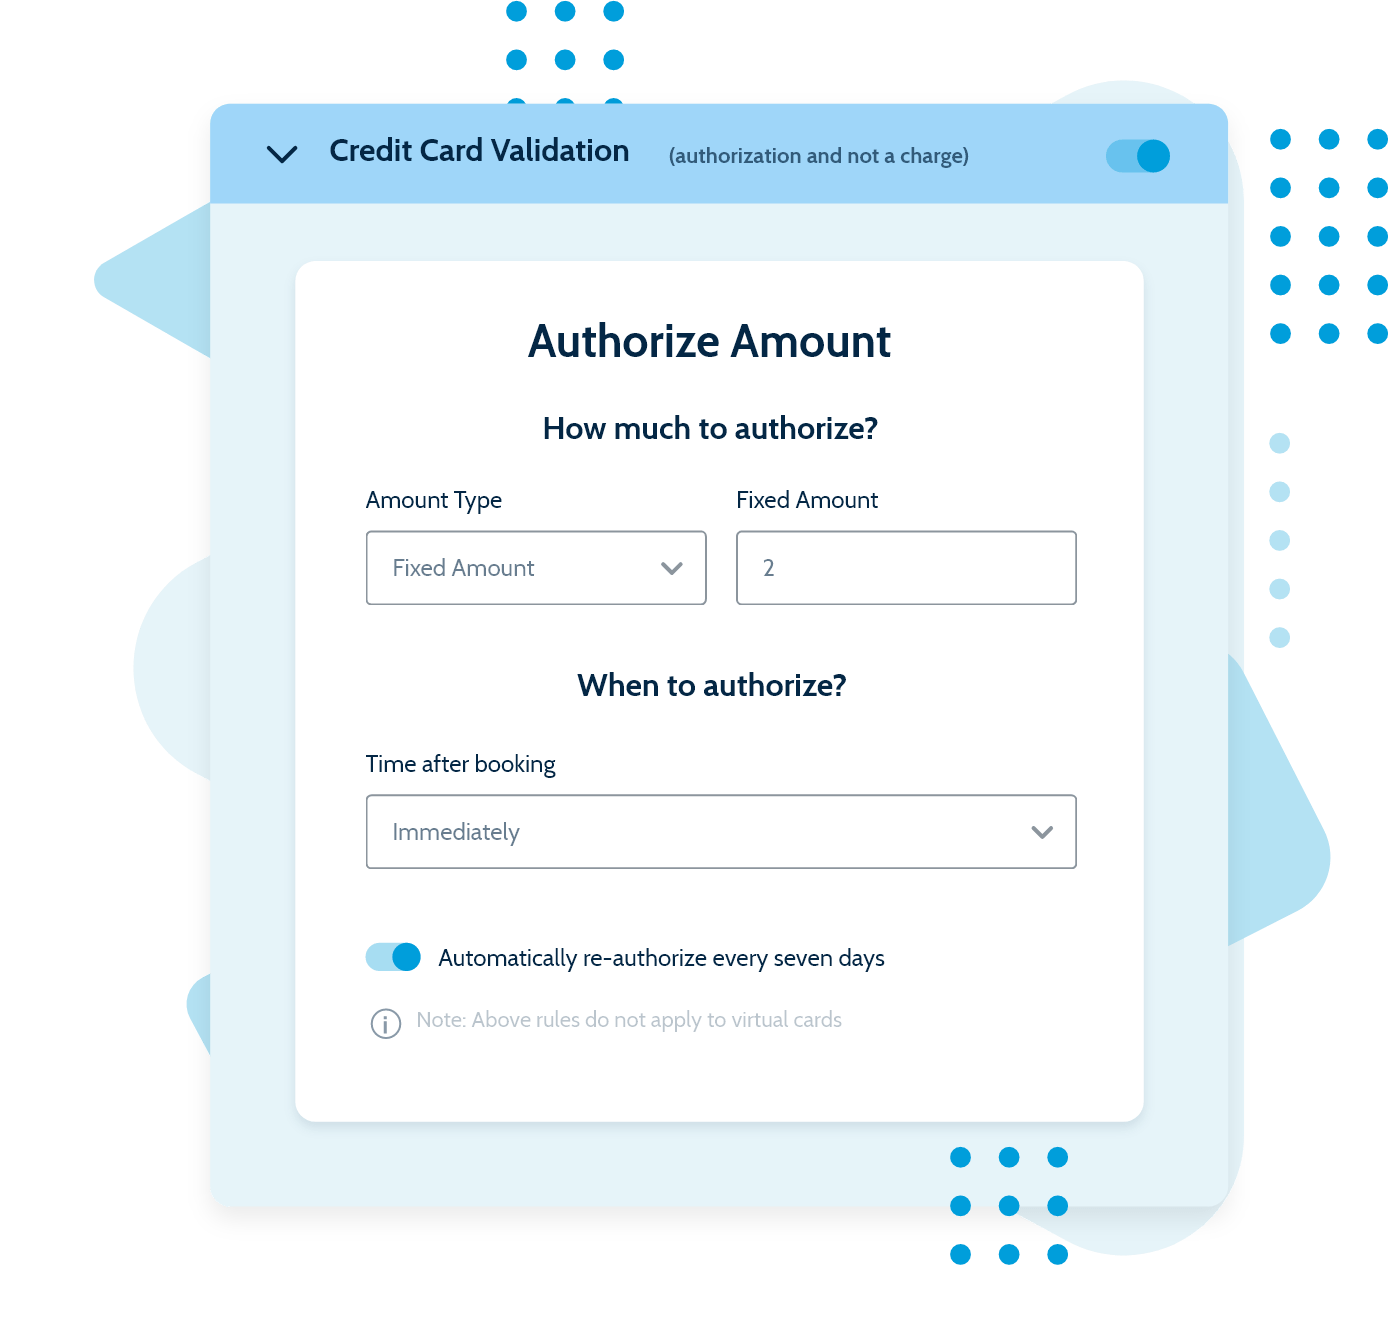 Credit Card Validation (authorization and not a charge)
Authorize Amount
How much to authorize?
Amount Type
Fixed Amount
Fixed Amount
2
When to authorize?
Time after booking
Immediately
Automatically re-authorize every seven days
Note: Above rules do not apply to virtual cards